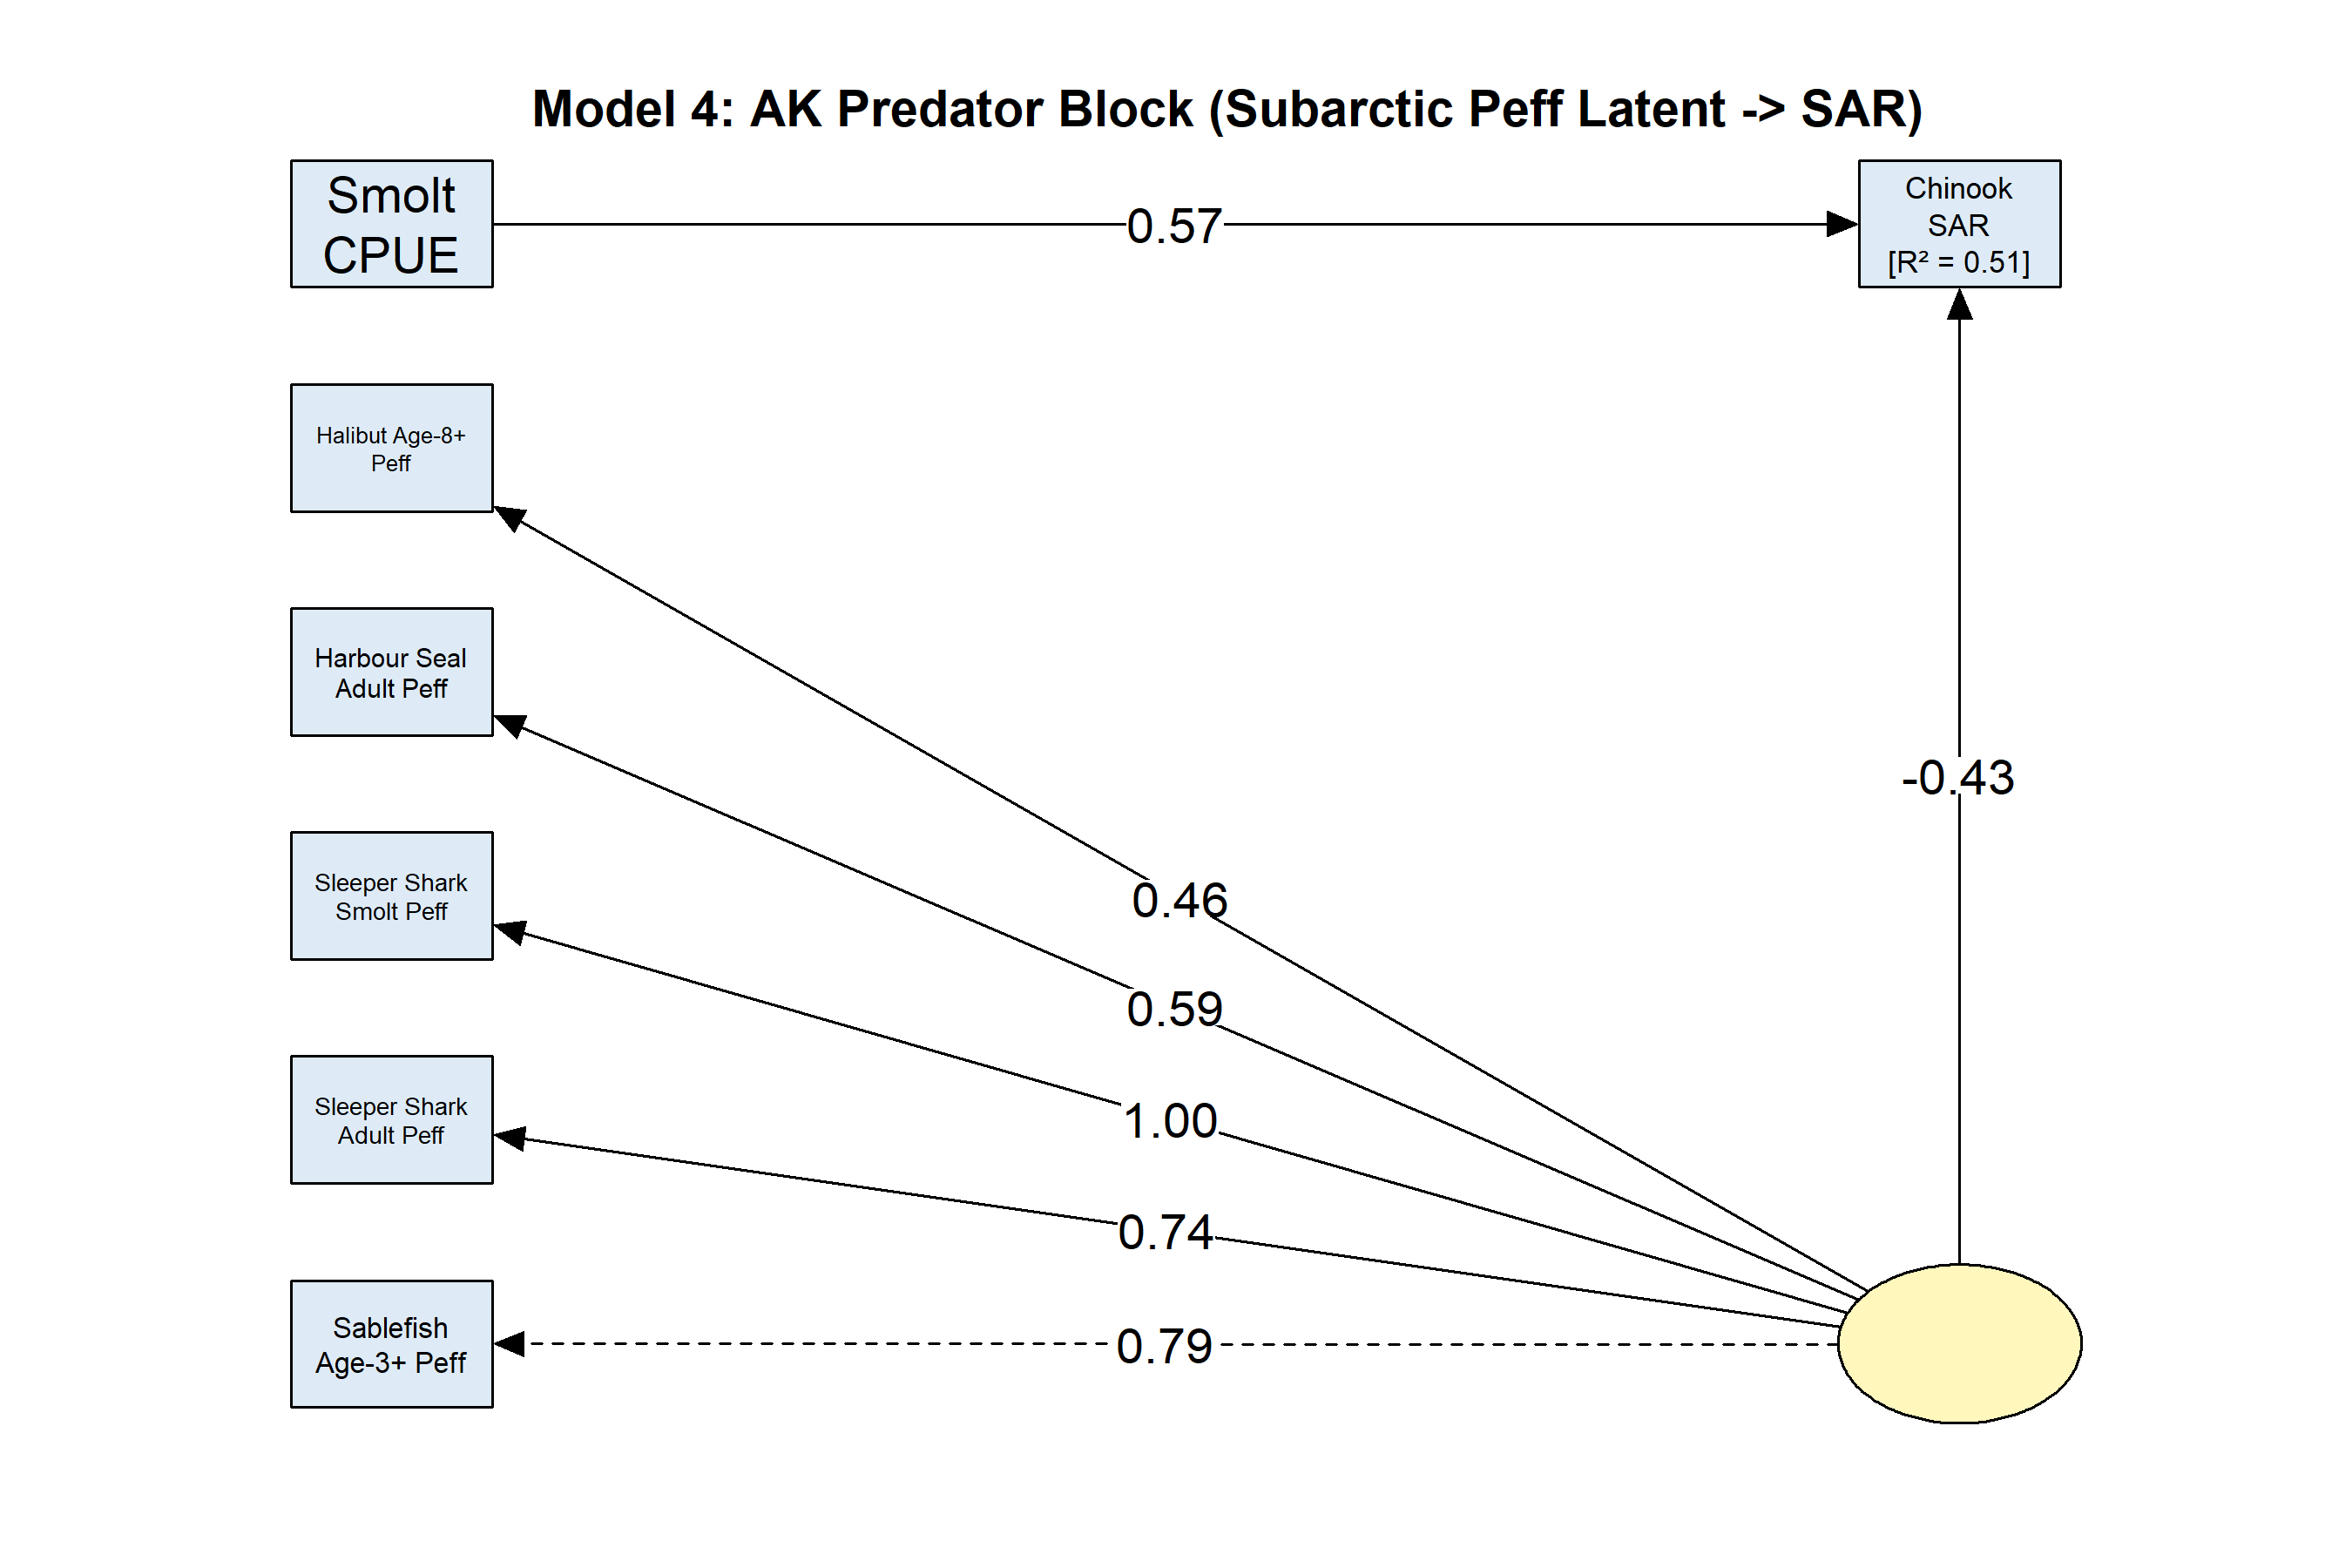 Model 4: AK Predator Block (Subarctic Peff Latent -> SAR)
Smolt
CPUE
0.57
Chinook
SAR
[R² = 0.51]
Halibut Age-8+
Peff
Harbour Seal
Adult Peff
-0.43
Sleeper Shark
Smolt Peff
0.46
0.59
Sleeper Shark
Adult Peff
1.00
0.74
Sablefish
Age-3+ Peff
0.79